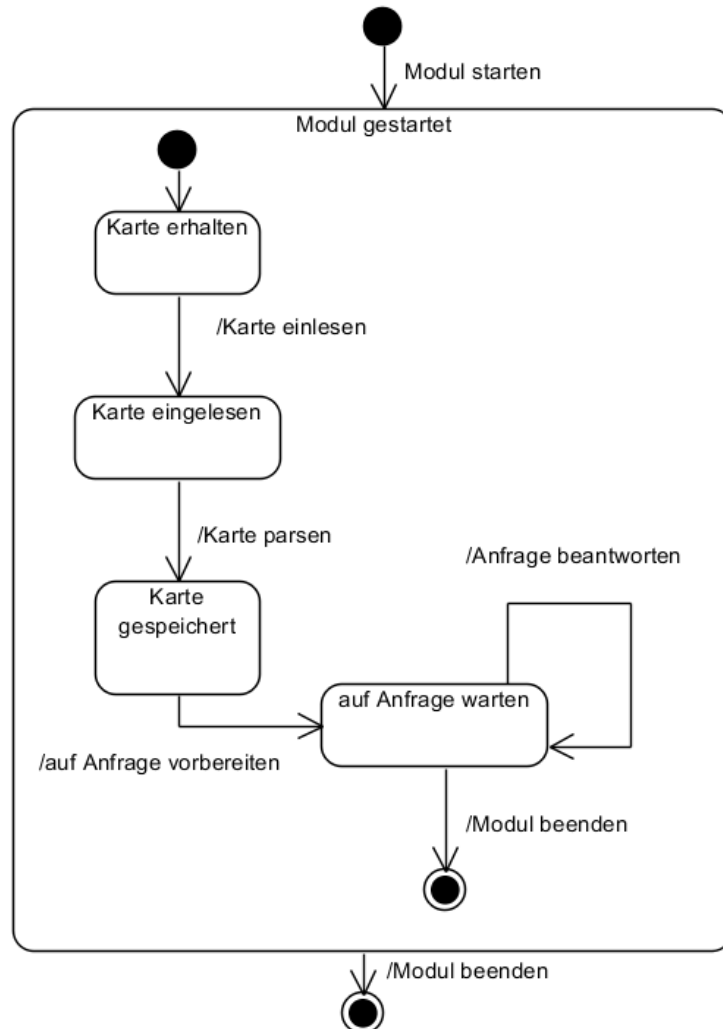 Modul starten
Modul gestartet
Karte erhalten
/Karte einlesen
Karte eingelesen
/Karte parsen
/Anfrage beantworten
Karte
gespeichert
auf Anfrage warten
/auf Anfrage vorbereiten
/Modul beenden
/Modul beenden